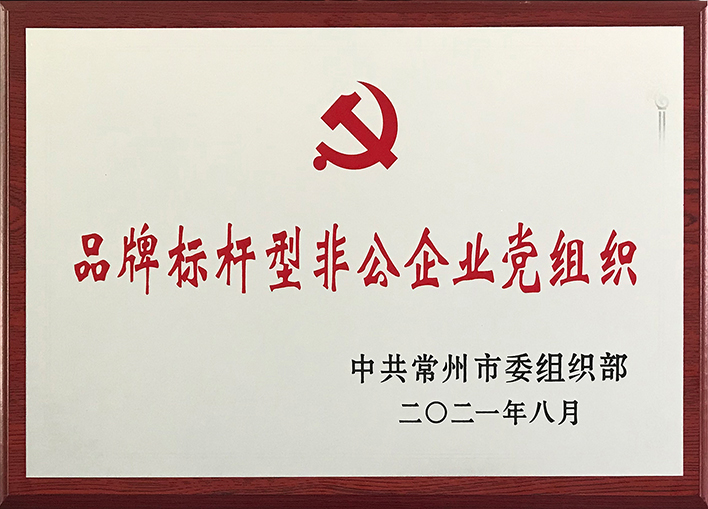 品牌标杆型非公企业党组织
中共常州市委组织部
二〇二一年八月